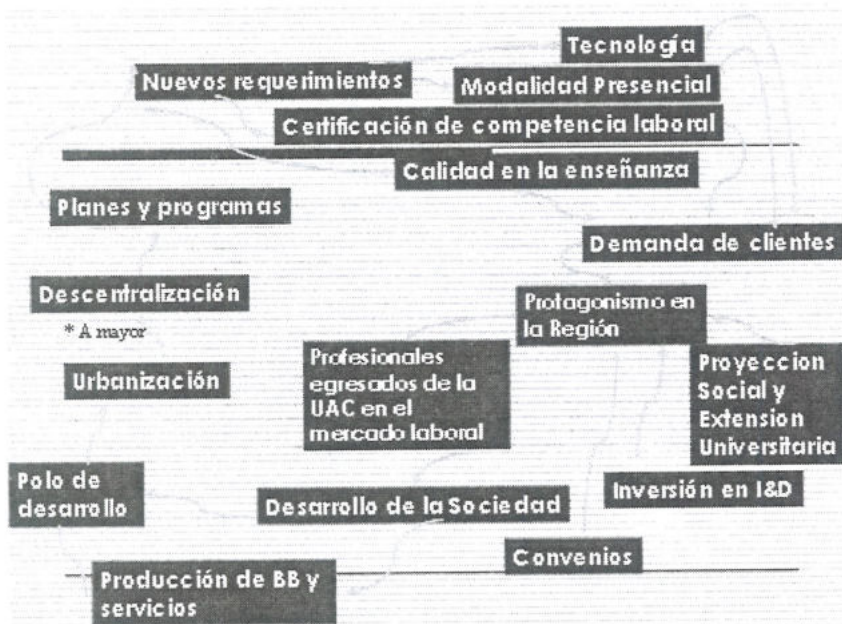 Tecnología
Nuevos requerimientos
Modalidad Presencial
Certificación de competencia laboral
Calidad en la enseñanza
Planes y programas
Demanda de clientes
Descentralización
* A mayor
Protagonismo en
la Región
Urbanización
Profesionales
egresados de la
UAC en el
mercado laboral
Proyeccion
Social y
Extension
Universitaria
Polo de
desarrollo
Desarrollo de la Sociedad
Inversión en I&D
Convenios
Producción de BB y
servicios